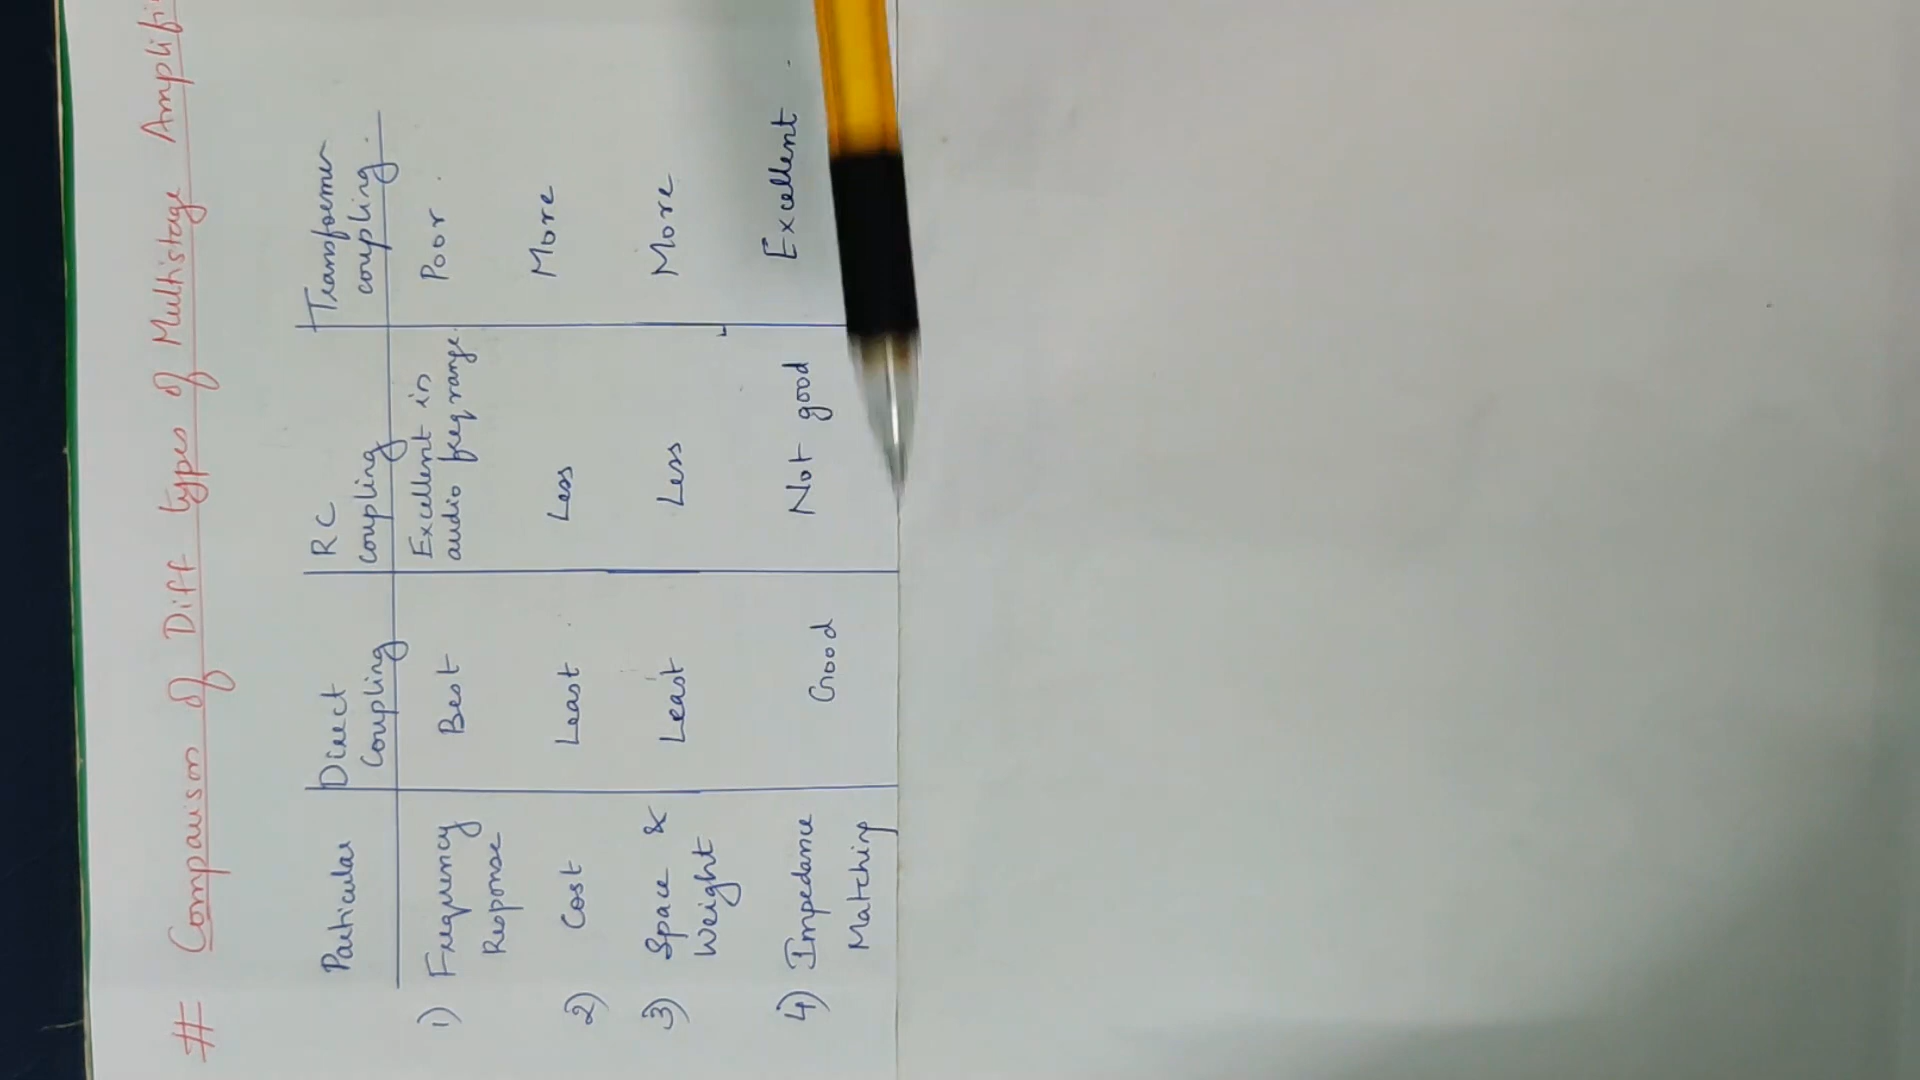 # Comparison of Diff types of Multistage Amplifi
Particular Direct Coupling RC coupling Transformer coupling.
1) Frequency Response Best Excellent in audio freq range. Poor.
2) Cost Least Less More
3) Space & Weight Least Less More
4) Impedance Matching Good Not good Excellent.